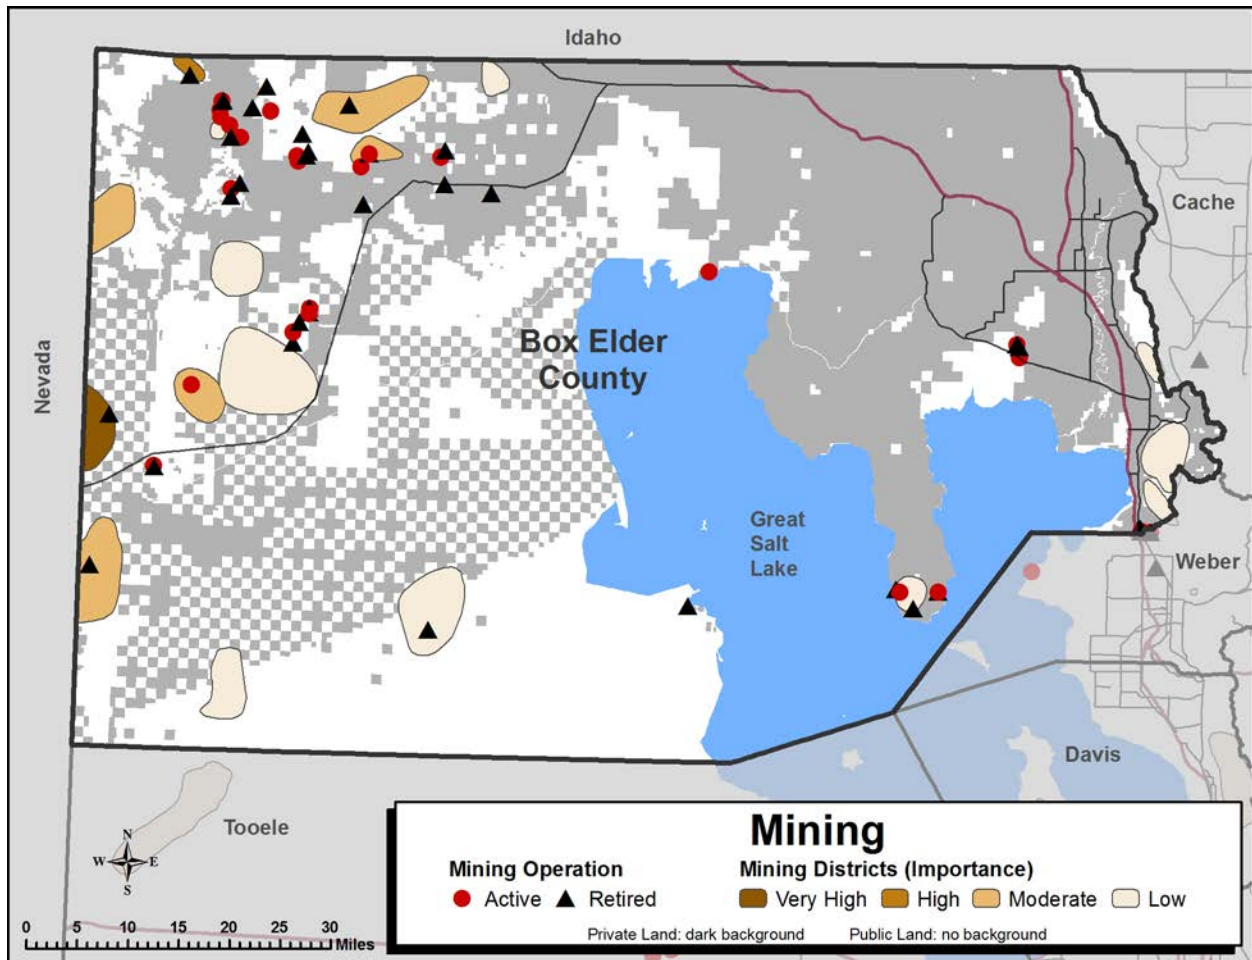 Idaho
Cache
Nevada
Box Elder
County
Great
Salt
Lake
Weber
Davis
Tooele
N
W E
S
Mining
Mining Operation
Active Retired
Mining Districts (Importance)
Very High High Moderate Low
Private Land: dark background Public Land: no background
0 5 10 15 20 25 30
Miles